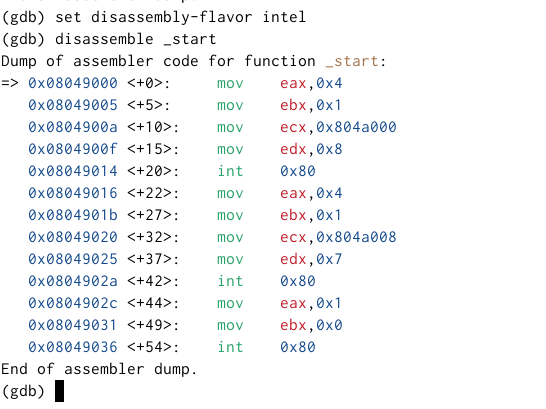 (gdb) set disassembly-flavor intel
(gdb) disassemble _start
Dump of assembler code for function _start:
=> 0x08049000 <+0>:     mov    eax,0x4
   0x08049005 <+5>:     mov    ebx,0x1
   0x0804900a <+10>:    mov    ecx,0x804a000
   0x0804900f <+15>:    mov    edx,0x8
   0x08049014 <+20>:    int    0x80
   0x08049016 <+22>:    mov    eax,0x4
   0x0804901b <+27>:    mov    ebx,0x1
   0x08049020 <+32>:    mov    ecx,0x804a008
   0x08049025 <+37>:    mov    edx,0x7
   0x0804902a <+42>:    int    0x80
   0x0804902c <+44>:    mov    eax,0x1
   0x08049031 <+49>:    mov    ebx,0x0
   0x08049036 <+54>:    int    0x80
End of assembler dump.
(gdb)